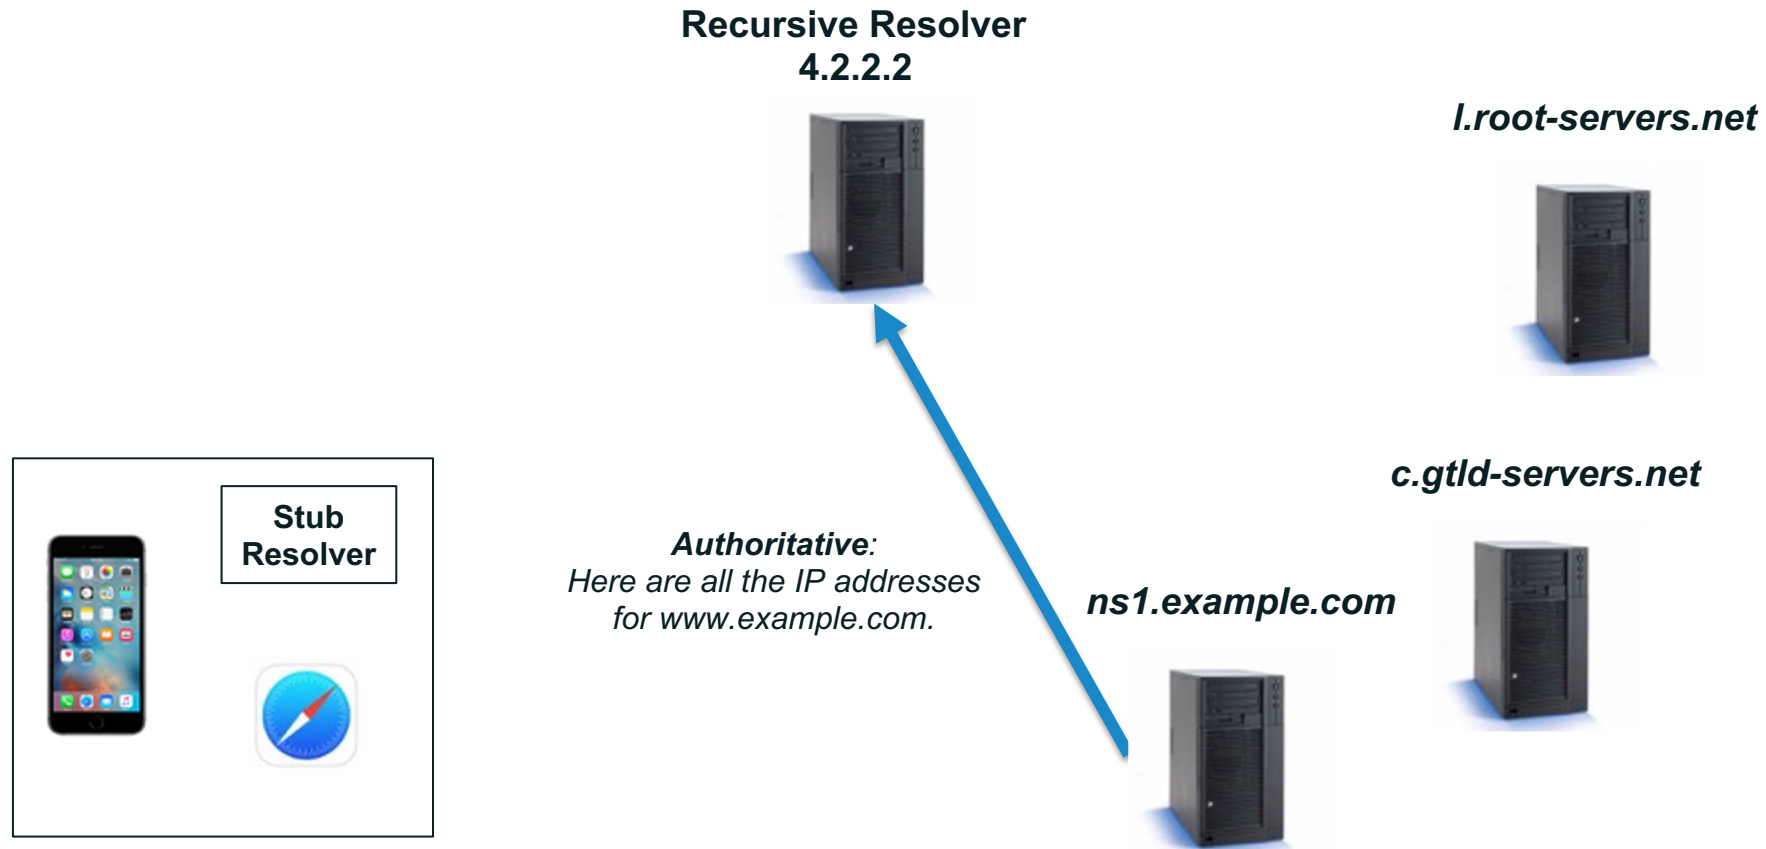 Recursive Resolver
4.2.2.2
l.root-servers.net
c.gtld-servers.net
Stub
Resolver
Authoritative:
Here are all the IP addresses
for www.example.com.
ns1.example.com